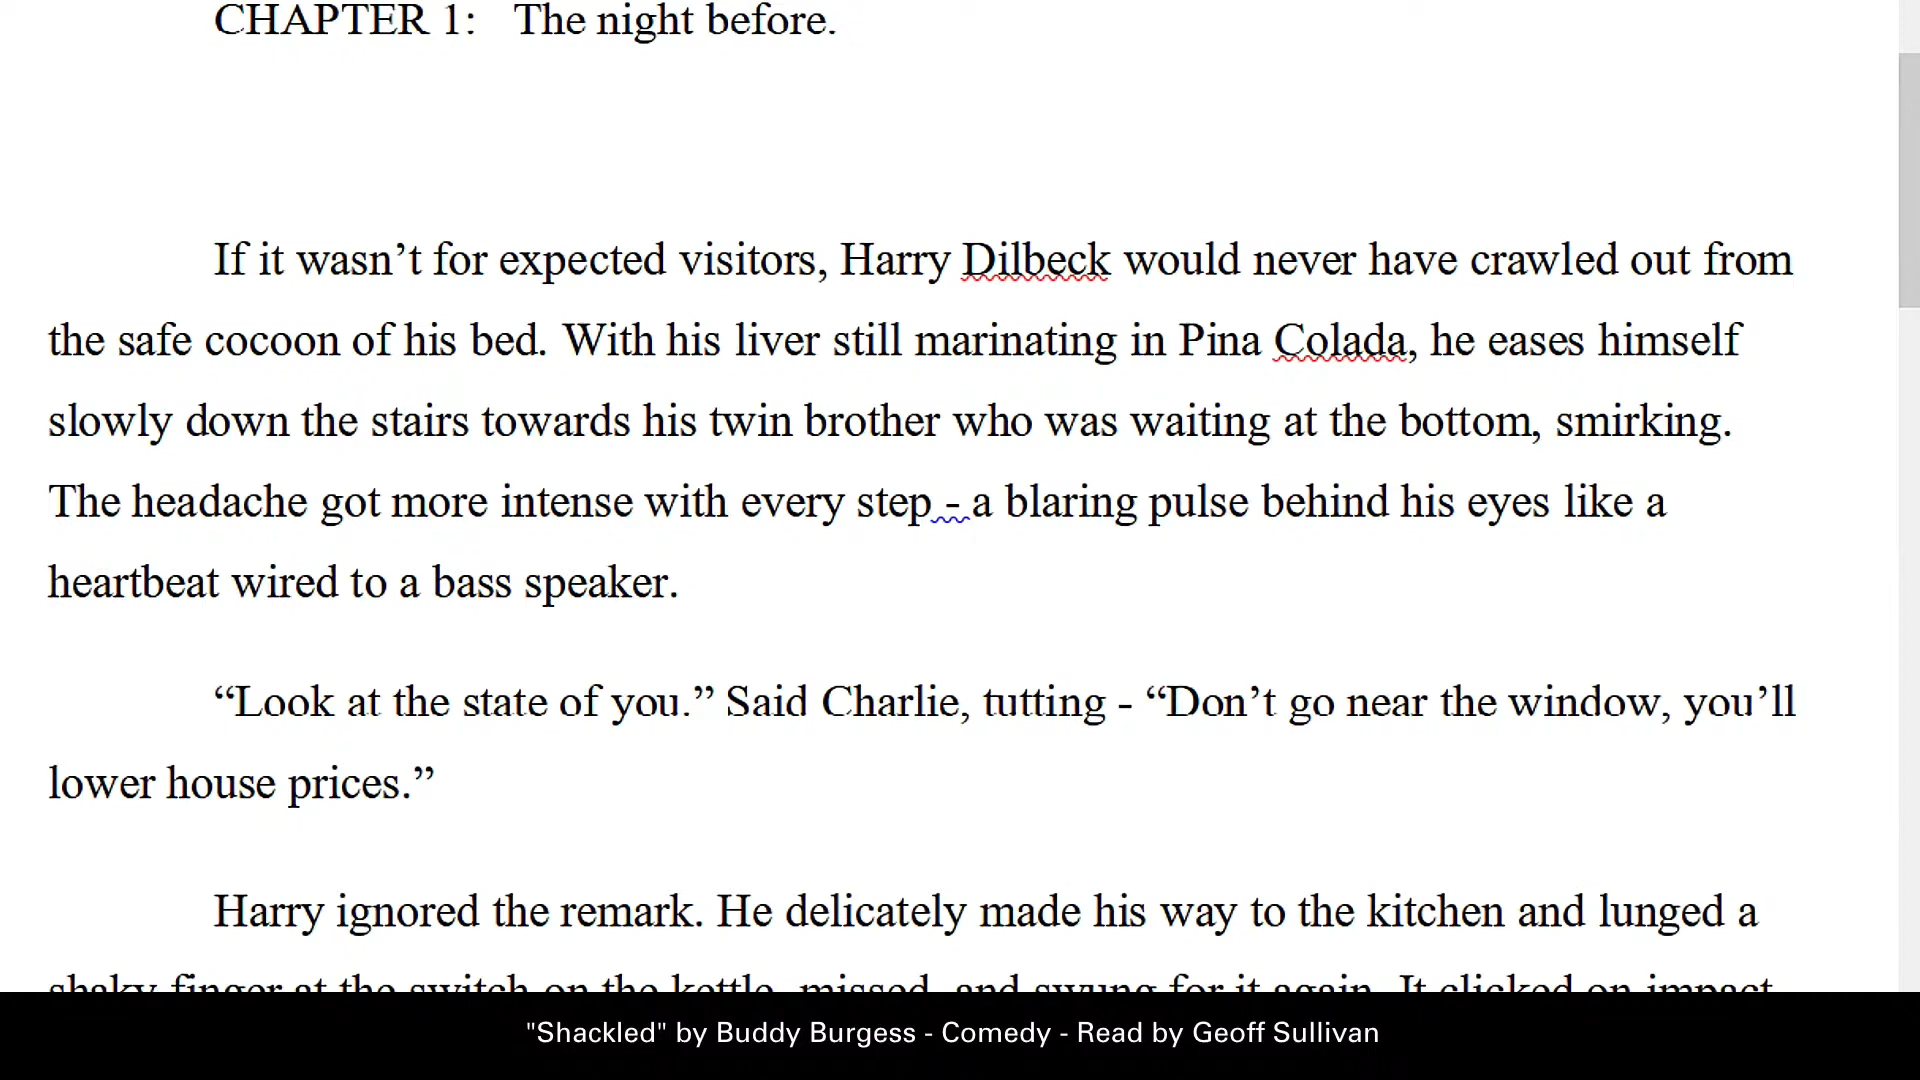 CHAPTER 1: The night before.
If it wasn’t for expected visitors, Harry Dilbeck would never have crawled out from
the safe cocoon of his bed. With his liver still marinating in Pina Colada, he eases himself
slowly down the stairs towards his twin brother who was waiting at the bottom, smirking.
The headache got more intense with every step - a blaring pulse behind his eyes like a
heartbeat wired to a bass speaker.
“Look at the state of you.” Said Charlie, tutting - “Don’t go near the window, you’ll
lower house prices.”
Harry ignored the remark. He delicately made his way to the kitchen and lunged a
shaky finger at the switch on the kettle, missed, and swung for it again. It clicked on impact
"Shackled" by Buddy Burgess - Comedy - Read by Geoff Sullivan